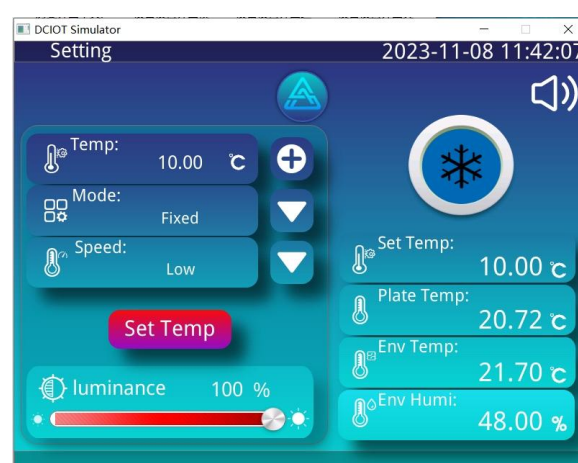 DCIOT Simulator
Setting
2023-11-08 11:42:07
Temp:
10.00 ℃
Mode:
Fixed
Speed:
Low
Set Temp
luminance 100 %
Set Temp:
10.00 ℃
Plate Temp:
20.72 ℃
Env Temp:
21.70 ℃
Env Humi:
48.00 %